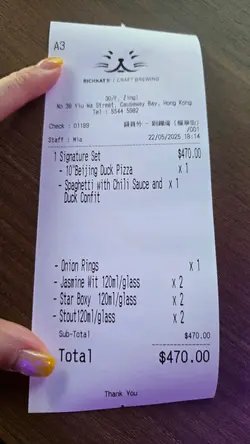 A3
RICHKAT'S | CRAFT BREWING
30/F, Zing!
No 38 Yiu Wa Street, Causeway Bay, Hong Kong
Tel : 5544 5902
Check : 01199
/001
Staff : Mia 22/05/2025 19:14
1 Signature Set $470.00
- 10"Beijing Duck Pizza x 1
- Spaghetti with Chili Sauce and x 1
Duck Confit
- Onion Rings x 1
- Jasmine Wit 120ml/glass x 2
- Star Boxy 120ml/glass x 2
- Stout120ml/glass x 2
Sub-Total $470.00
Total $470.00
Thank You